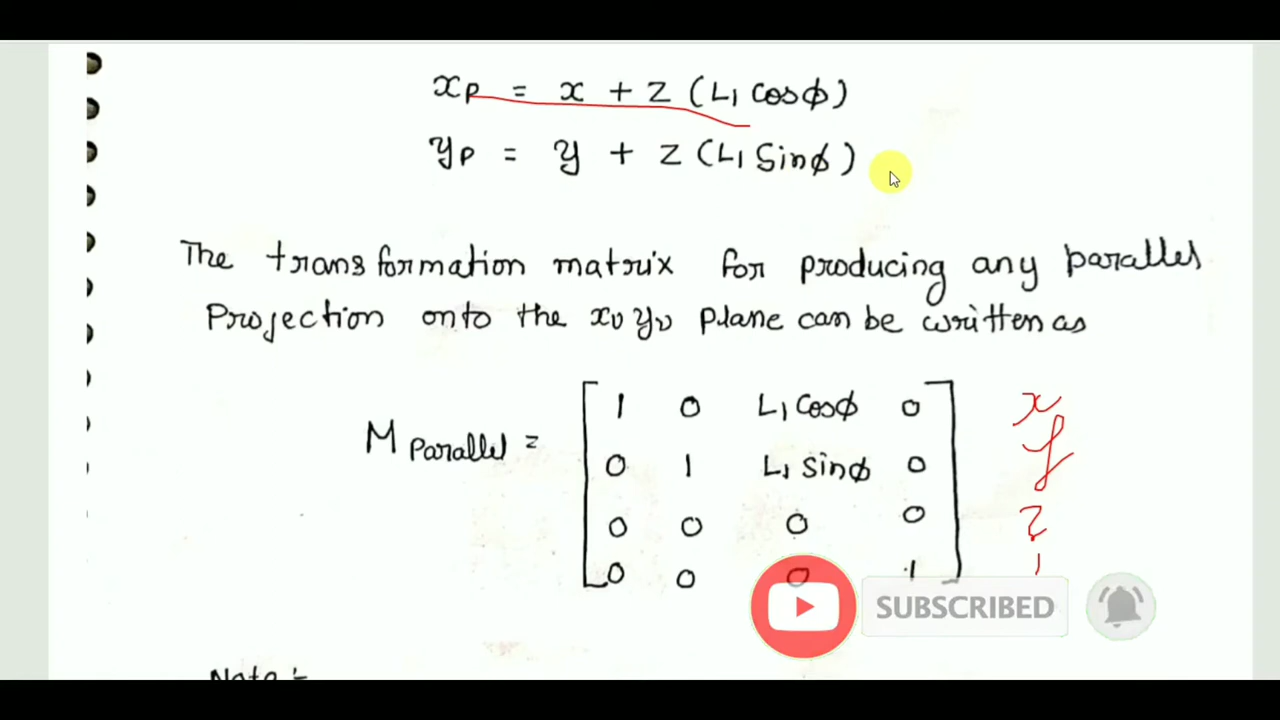 xp = x + z (L1 cosϕ)
yp = y + z (L1 Sinϕ)
The transformation matrix for producing any parallel
Projection onto the xv yv plane can be written as
M Parallel = [ 1 0 L1 Cosϕ 0 x
0 1 L1 sinϕ 0 y
0 0 0 0 z
0 0 0 1 ] 1
SUBSCRIBED
Note :-